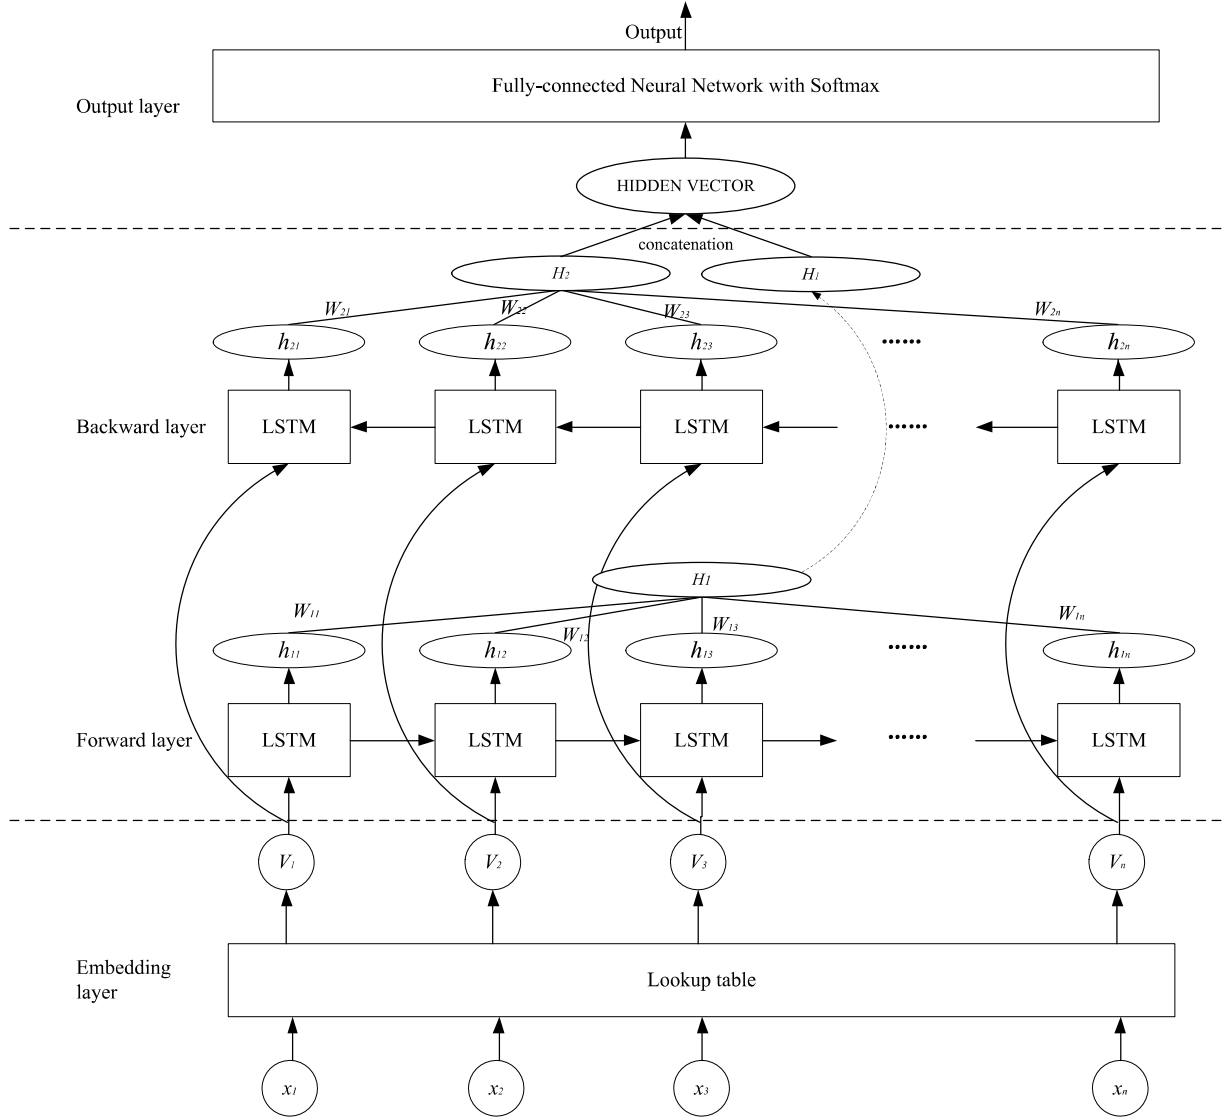 Output
Fully-connected Neural Network with Softmax
Output layer
HIDDEN VECTOR
concatenation
H2 H1
W21 W22 W23 W2n
h21 h22 h23 ...... h2n
Backward layer LSTM LSTM LSTM ...... LSTM
H1
W11 W12 W13 W1n
h11 h12 h13 ...... h1n
Forward layer LSTM LSTM LSTM ...... LSTM
V1 V2 V3 Vn
Embedding
layer
Lookup table
x1 x2 x3 xn